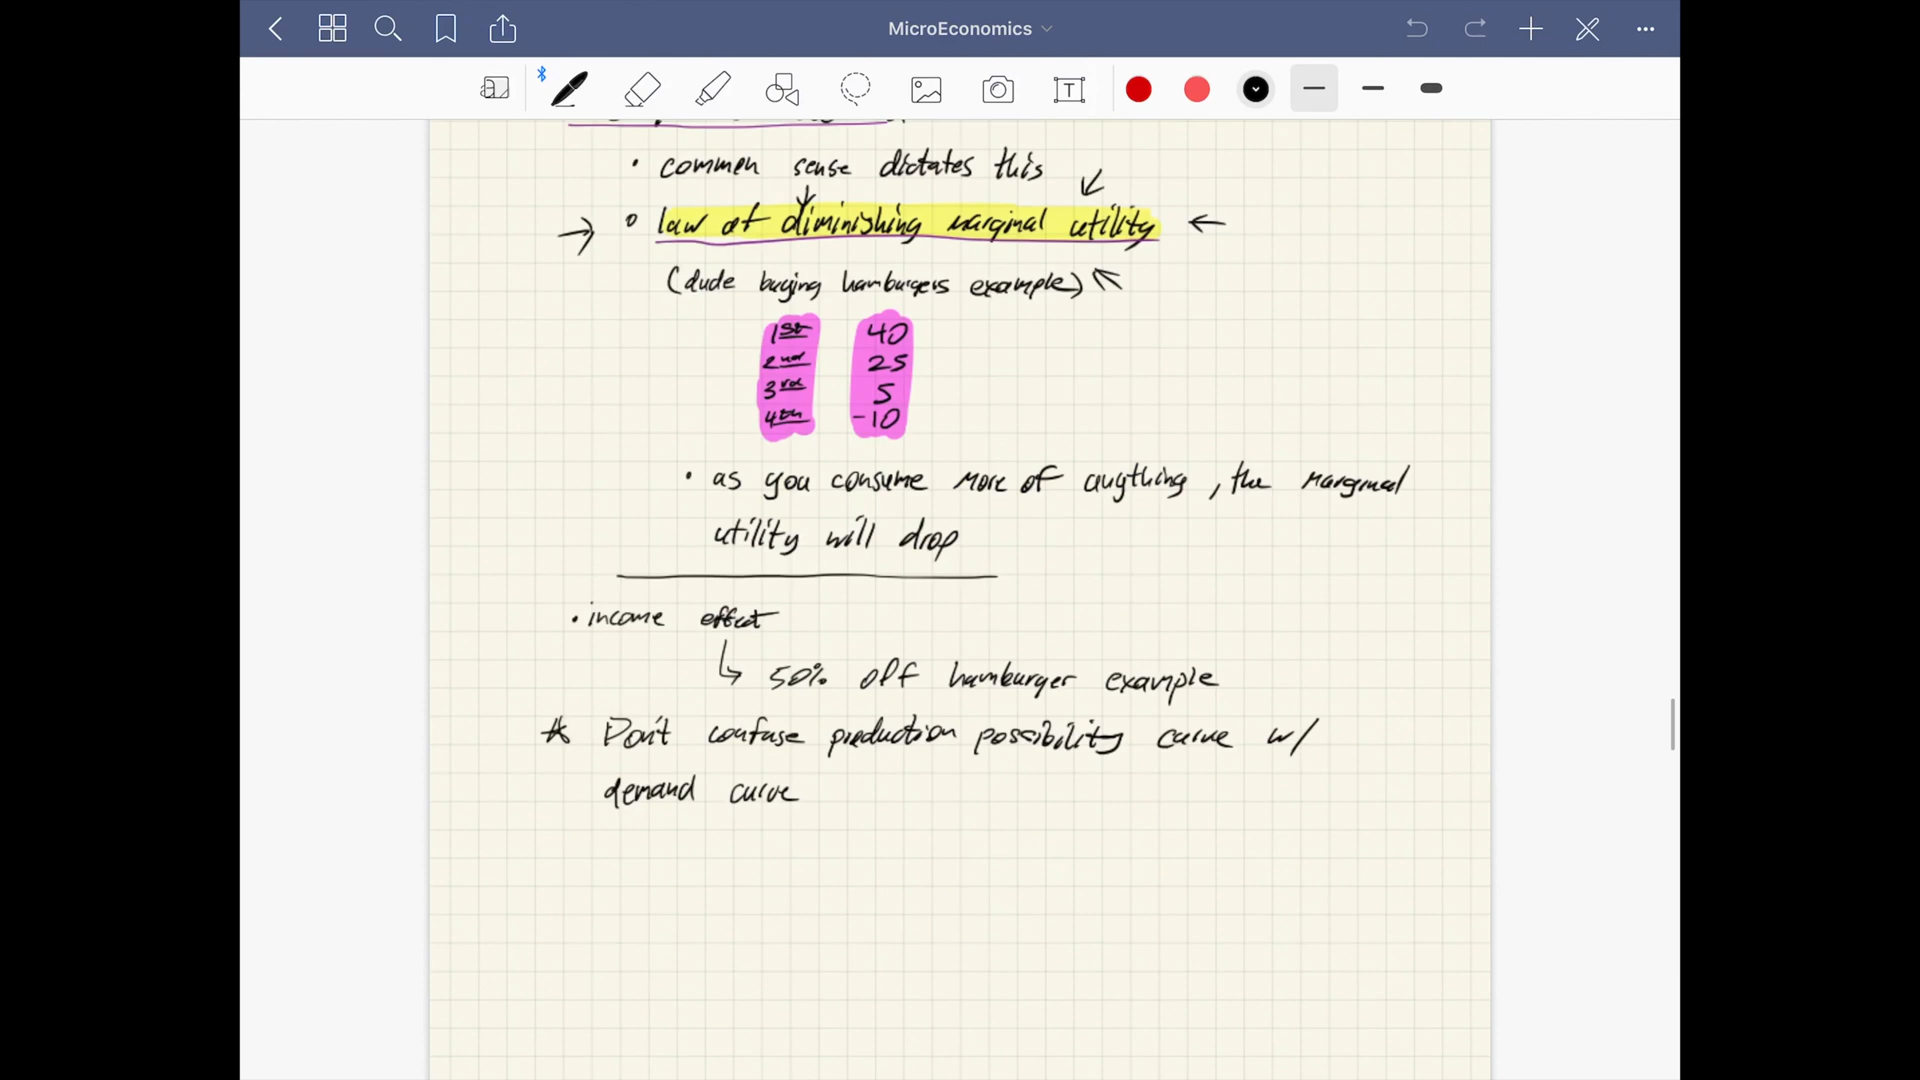 MicroEconomics
• common sense dictates this
• law of diminishing marginal utility
(dude buying hamburgers example)
1st 40
2nd 25
3rd 5
4th -10
• as you consume more of anything, the marginal
utility will drop
• income effect
50% off hamburger example
Don't confuse production possibility curve w/
demand curve